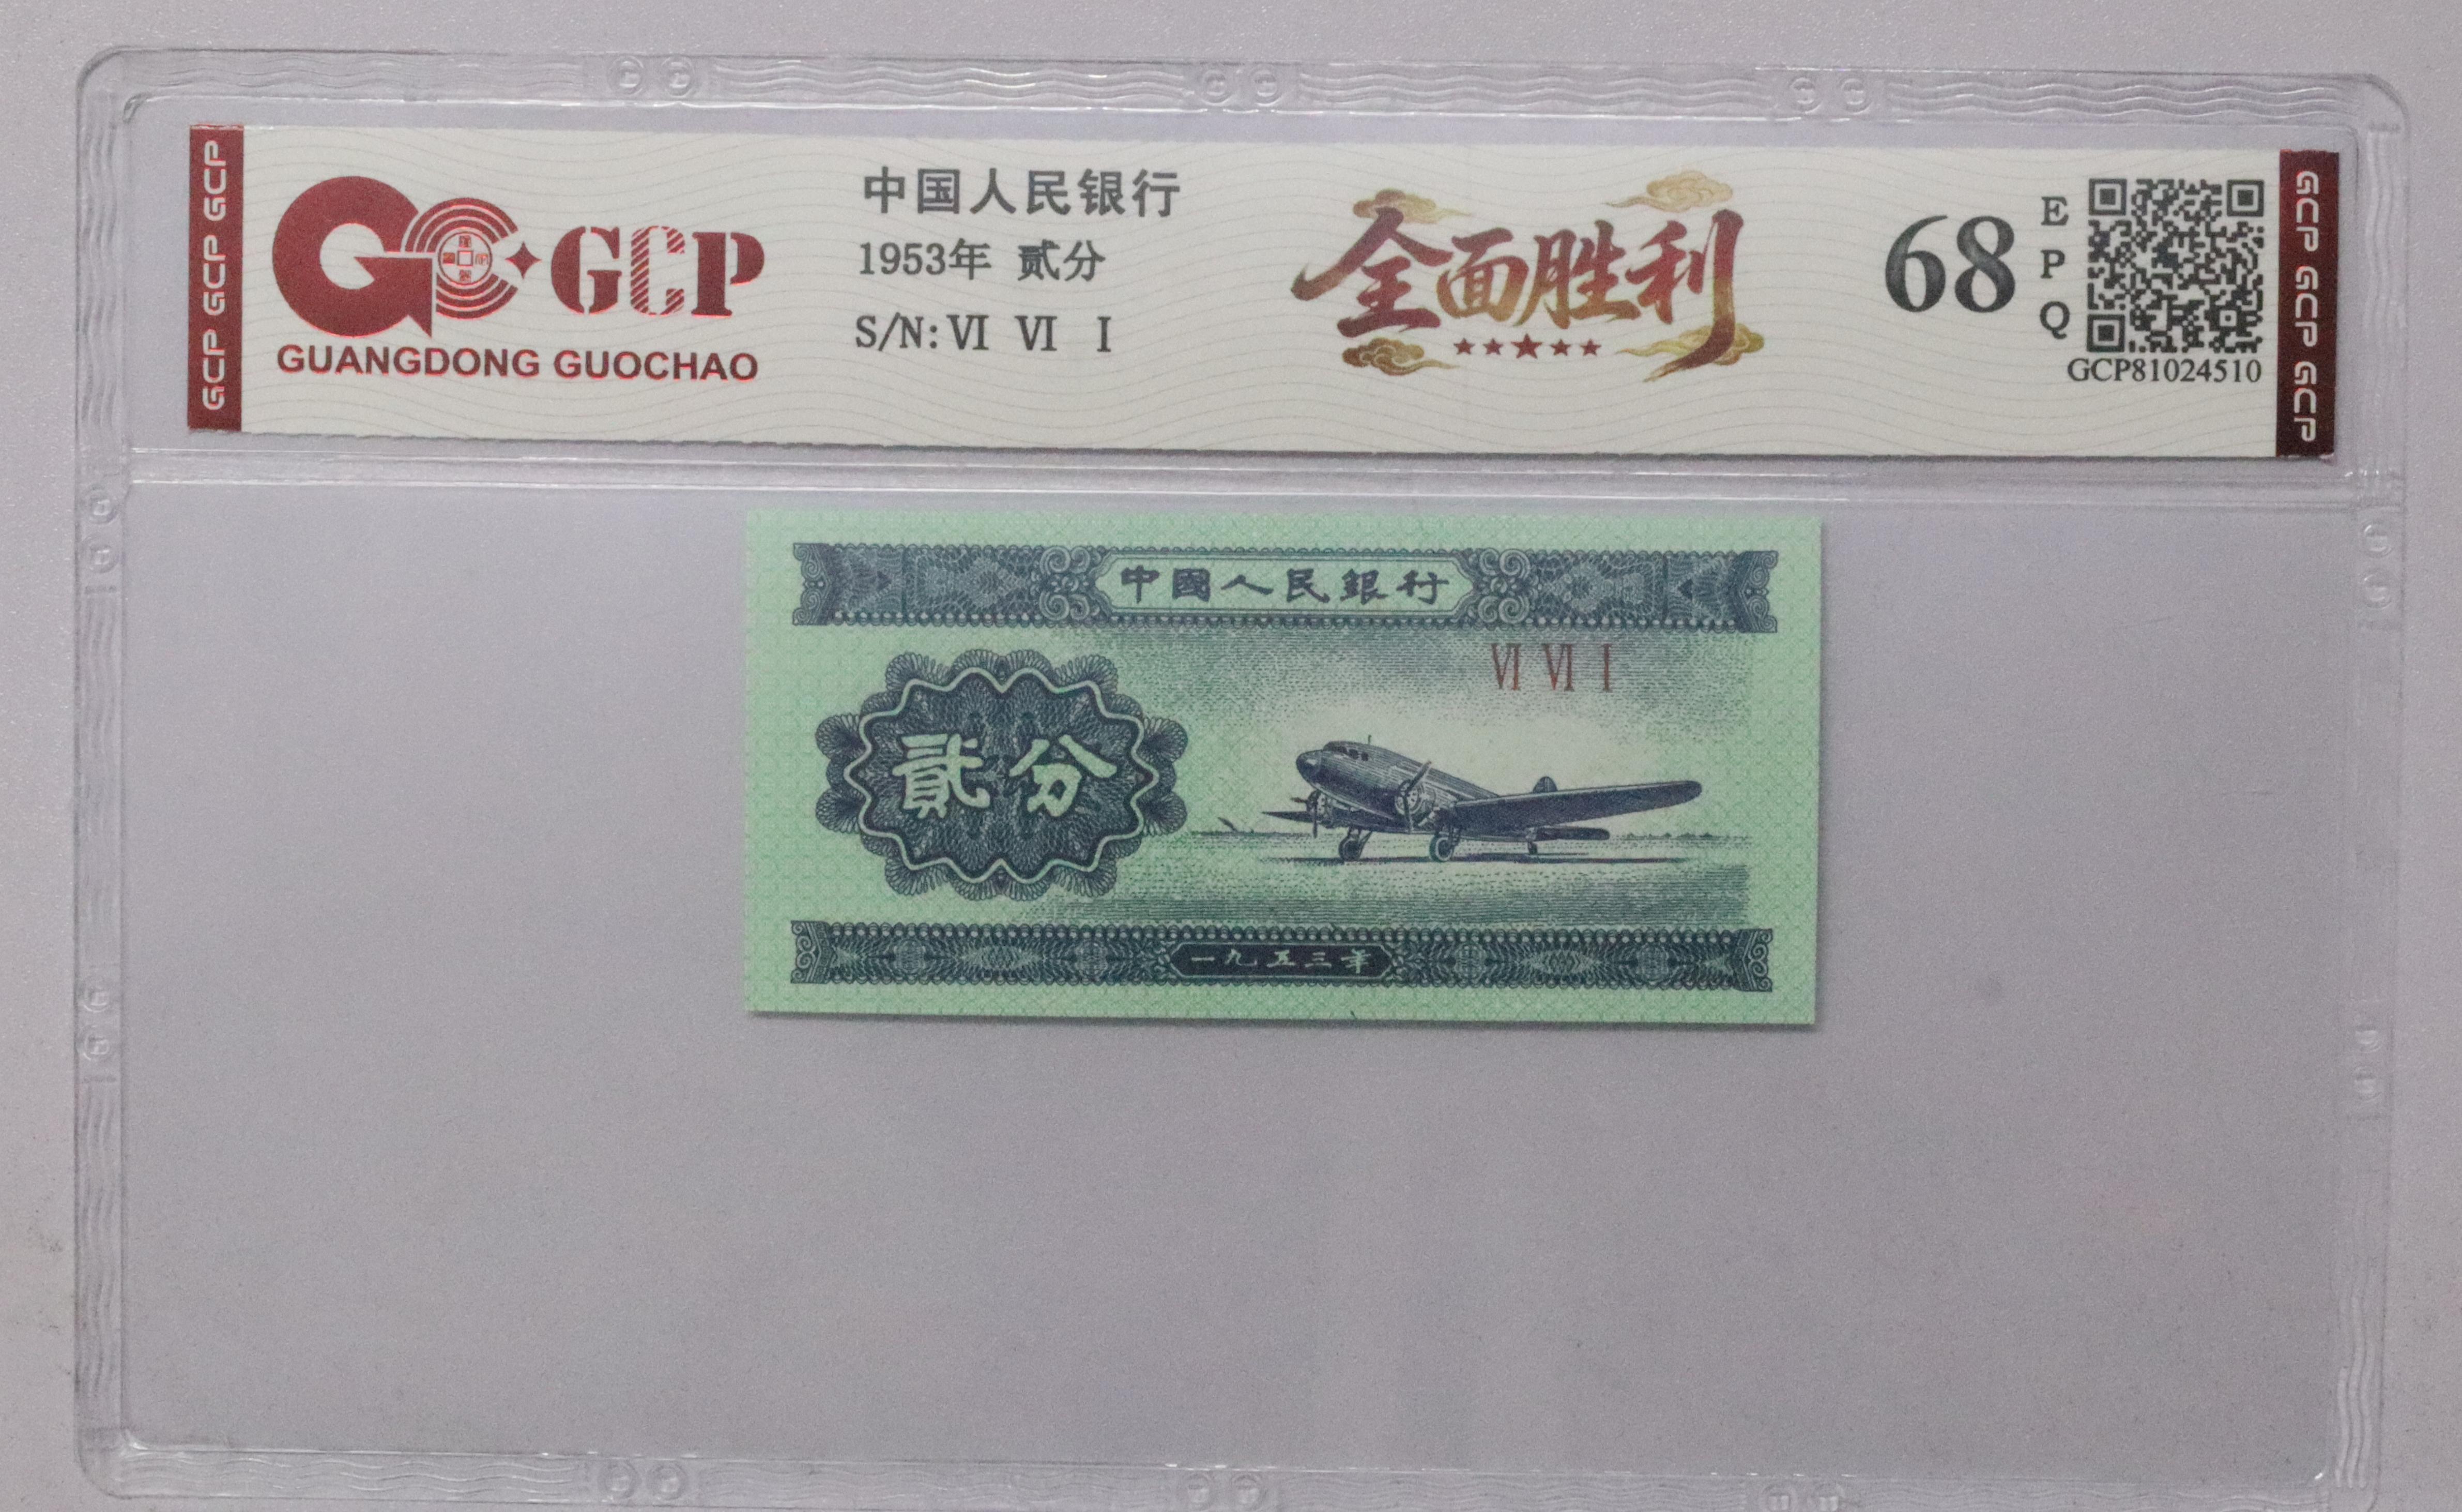 GCP GCP GCP
GCP
GUANGDONG GUOCHAO
中国人民银行
1953年 贰分
S/N: VI VI I
全面胜利
68
E
P
Q
GCP81024510
GCP GCP GCP
中國人民銀行
VI VI I
貳分
一九五三年